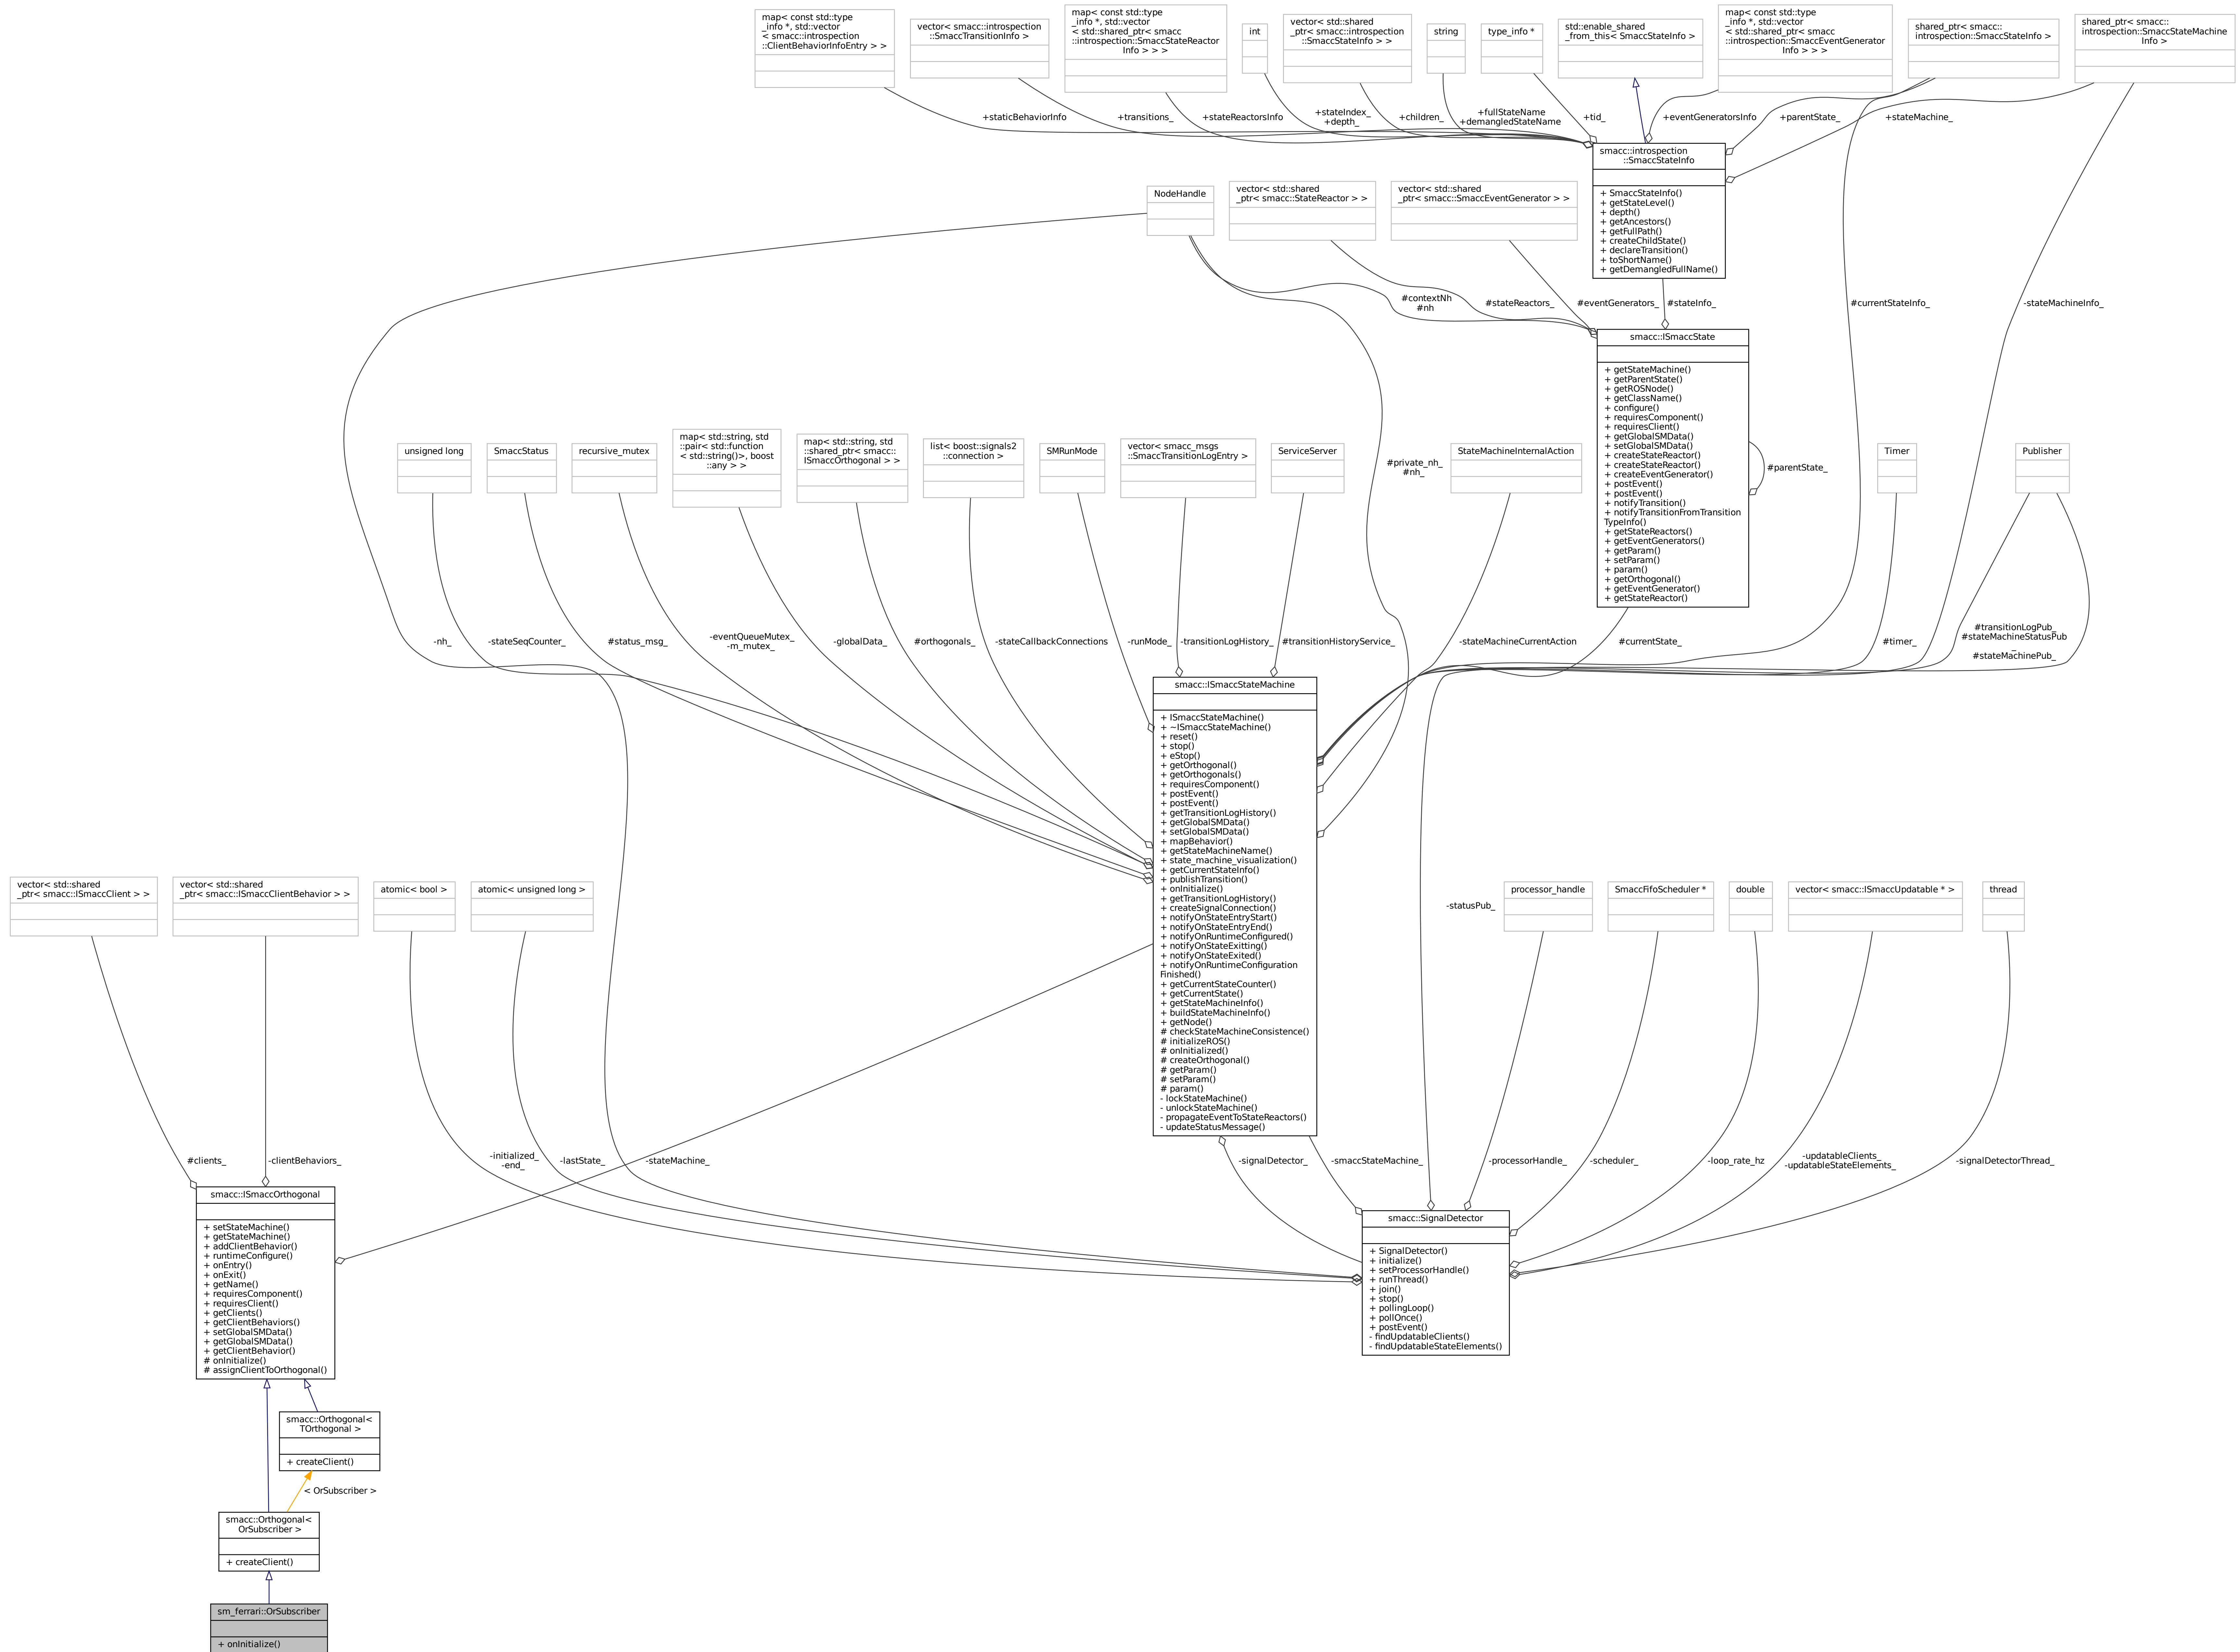 map< const std::type
_info *, std::vector
< smacc::introspection
::ClientBehaviorInfoEntry > >
vector< smacc::introspection
::SmaccTransitionInfo >
map< const std::type
_info *, std::vector
< std::shared_ptr< smacc
::introspection::SmaccStateReactor
Info > > >
int
vector< std::shared
_ptr< smacc::introspection
::SmaccStateInfo > >
string
type_info *
std::enable_shared
_from_this< SmaccStateInfo >
map< const std::type
_info *, std::vector
< std::shared_ptr< smacc
::introspection::SmaccEventGenerator
Info > > >
shared_ptr< smacc::
introspection::SmaccStateInfo >
shared_ptr< smacc::
introspection::SmaccStateMachine
Info >
+staticBehaviorInfo
+transitions_
+stateReactorsInfo
+stateIndex_
+depth_
+children_
+fullStateName
+demangledStateName
+tid_
+eventGeneratorsInfo
+parentState_
+stateMachine_
smacc::introspection
::SmaccStateInfo
+ SmaccStateInfo()
+ getStateLevel()
+ depth()
+ getAncestors()
+ getFullPath()
+ createChildState()
+ declareTransition()
+ toShortName()
+ getDemangledFullName()
NodeHandle
vector< std::shared
_ptr< smacc::StateReactor > >
vector< std::shared
_ptr< smacc::SmaccEventGenerator > >
#contextNh
#nh
#stateReactors_
#eventGenerators_
#stateInfo_
#currentStateInfo_
-stateMachineInfo_
smacc::ISmaccState
+ getStateMachine()
+ getParentState()
+ getROSNode()
+ getClassName()
+ configure()
+ requiresComponent()
+ requiresClient()
+ getGlobalSMData()
+ setGlobalSMData()
+ createStateReactor()
+ createStateReactor()
+ createEventGenerator()
+ postEvent()
+ postEvent()
+ notifyTransition()
+ notifyTransitionFromTransition
TypeInfo()
+ getStateReactors()
+ getEventGenerators()
+ getParam()
+ setParam()
+ param()
+ getOrthogonal()
+ getEventGenerator()
+ getStateReactor()
#parentState_
unsigned long
SmaccStatus
recursive_mutex
map< std::string, std
::pair< std::function
< std::string()>, boost
::any > >
map< std::string, std
::shared_ptr< smacc::
ISmaccOrthogonal > >
list< boost::signals2
::connection >
SMRunMode
vector< smacc_msgs
::SmaccTransitionLogEntry >
ServiceServer
#private_nh_
#nh_
StateMachineInternalAction
Timer
Publisher
-nh_
-stateSeqCounter_
#status_msg_
-eventQueueMutex_
-m_mutex_
-globalData_
#orthogonals_
-stateCallbackConnections
-runMode_
-transitionLogHistory_
#transitionHistoryService_
-stateMachineCurrentAction
#currentState_
#timer_
#transitionLogPub_
#stateMachineStatusPub
_
#stateMachinePub_
smacc::ISmaccStateMachine
+ ISmaccStateMachine()
+ ~ISmaccStateMachine()
+ reset()
+ stop()
+ eStop()
+ getOrthogonal()
+ getOrthogonals()
+ requiresComponent()
+ postEvent()
+ postEvent()
+ getTransitionLogHistory()
+ getGlobalSMData()
+ setGlobalSMData()
+ mapBehavior()
+ getStateMachineName()
+ state_machine_visualization()
+ getCurrentStateInfo()
+ publishTransition()
+ onInitialize()
+ getTransitionLogHistory()
+ createSignalConnection()
+ notifyOnStateEntryStart()
+ notifyOnStateEntryEnd()
+ notifyOnRuntimeConfigured()
+ notifyOnStateExitting()
+ notifyOnStateExited()
+ notifyOnRuntimeConfiguration
Finished()
+ getCurrentStateCounter()
+ getCurrentState()
+ getStateMachineInfo()
+ buildStateMachineInfo()
+ getNode()
# checkStateMachineConsistence()
# initializeROS()
# onInitialized()
# createOrthogonal()
# getParam()
# setParam()
# param()
- lockStateMachine()
- unlockStateMachine()
- propagateEventToStateReactors()
- updateStatusMessage()
vector< std::shared
_ptr< smacc::ISmaccClient > >
vector< std::shared
_ptr< smacc::ISmaccClientBehavior > >
atomic< bool >
atomic< unsigned long >
-statusPub_
processor_handle
SmaccFifoScheduler *
double
vector< smacc::ISmaccUpdatable * >
thread
#clients_
-clientBehaviors_
-initialized_
-end_
-lastState_
-stateMachine_
-signalDetector_
-smaccStateMachine_
-processorHandle_
-scheduler_
-loop_rate_hz
-updatableClients_
-updatableStateElements_
-signalDetectorThread_
smacc::ISmaccOrthogonal
+ setStateMachine()
+ getStateMachine()
+ addClientBehavior()
+ runtimeConfigure()
+ onEntry()
+ onExit()
+ getName()
+ requiresComponent()
+ requiresClient()
+ getClients()
+ getClientBehaviors()
+ setGlobalSMData()
+ getGlobalSMData()
+ getClientBehavior()
# onInitialize()
# assignClientToOrthogonal()
smacc::SignalDetector
+ SignalDetector()
+ initialize()
+ setProcessorHandle()
+ runThread()
+ join()
+ stop()
+ pollingLoop()
+ pollOnce()
+ postEvent()
- findUpdatableClients()
- findUpdatableStateElements()
smacc::Orthogonal<
TOrthogonal >
+ createClient()
< OrSubscriber >
smacc::Orthogonal<
OrSubscriber >
+ createClient()
sm_ferrari::OrSubscriber
+ onInitialize()